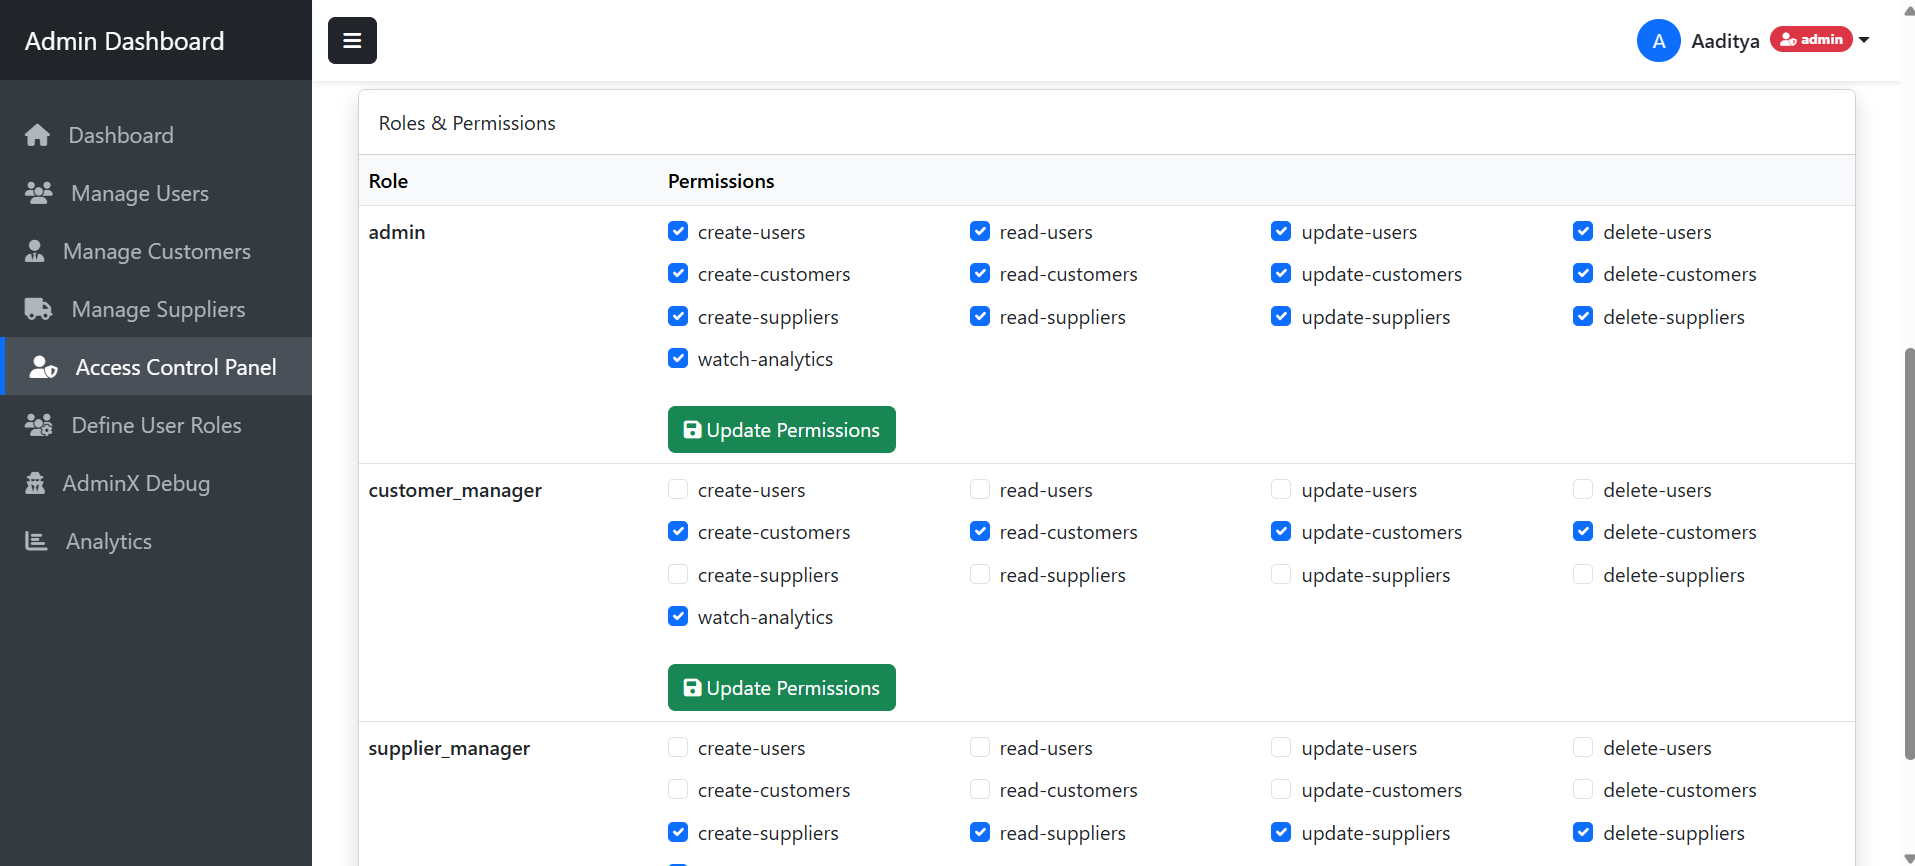 Admin Dashboard
A Aaditya admin
Dashboard
Manage Users
Manage Customers
Manage Suppliers
Access Control Panel
Define User Roles
AdminX Debug
Analytics
Roles & Permissions
Role Permissions
admin create-users read-users update-users delete-users
create-customers read-customers update-customers delete-customers
create-suppliers read-suppliers update-suppliers delete-suppliers
watch-analytics
Update Permissions
customer_manager create-users read-users update-users delete-users
create-customers read-customers update-customers delete-customers
create-suppliers read-suppliers update-suppliers delete-suppliers
watch-analytics
Update Permissions
supplier_manager create-users read-users update-users delete-users
create-customers read-customers update-customers delete-customers
create-suppliers read-suppliers update-suppliers delete-suppliers